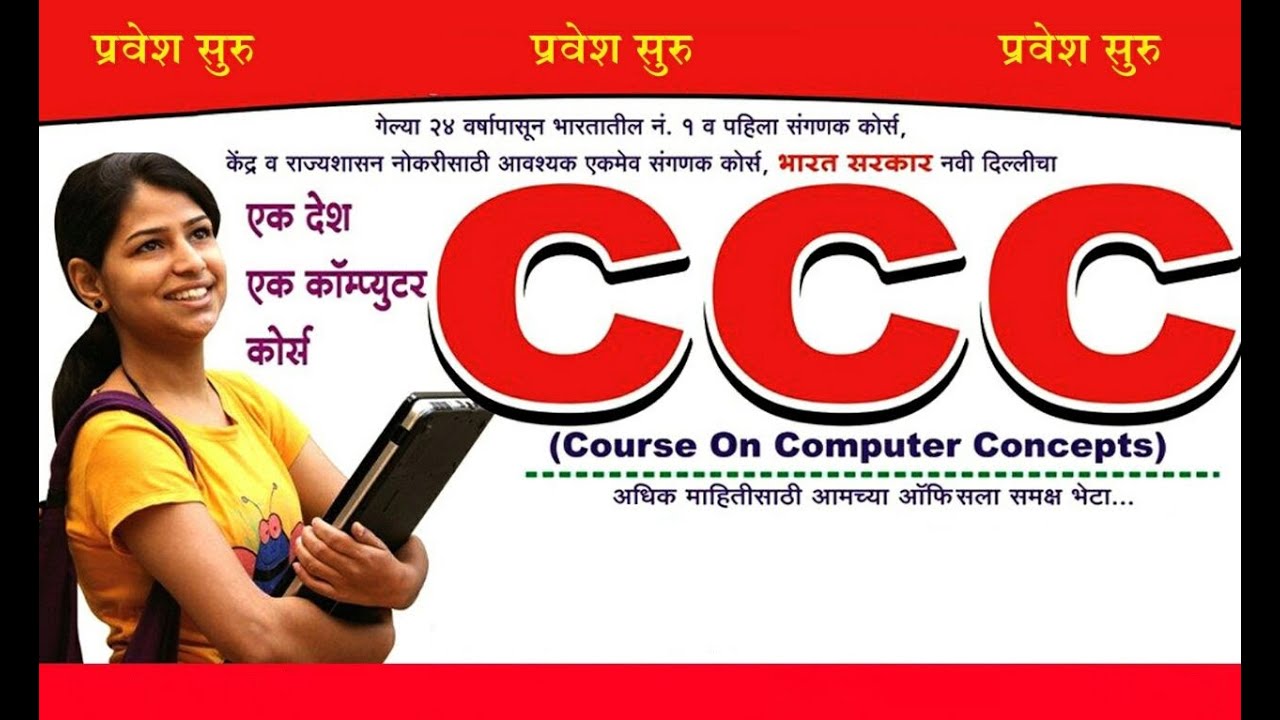 प्रवेश सुरु प्रवेश सुरु प्रवेश सुरु
गेल्या २४ वर्षापासून भारतातील नं. १ व पहिला संगणक कोर्स,
केंद्र व राज्यशासन नोकरीसाठी आवश्यक एकमेव संगणक कोर्स, भारत सरकार नवी दिल्लीचा
एक देश
एक कॉम्प्युटर
कोर्स
CCC
(Course On Computer Concepts)
अधिक माहितीसाठी आमच्या ऑफिसला समक्ष भेटा...